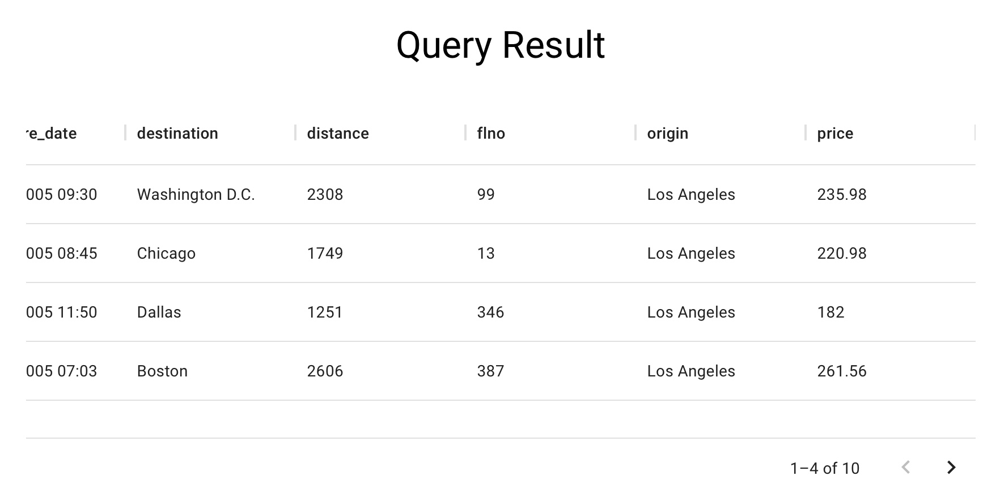 Query Result
re_date destination distance flno origin price
005 09:30 Washington D.C. 2308 99 Los Angeles 235.98
005 08:45 Chicago 1749 13 Los Angeles 220.98
005 11:50 Dallas 1251 346 Los Angeles 182
005 07:03 Boston 2606 387 Los Angeles 261.56
1–4 of 10